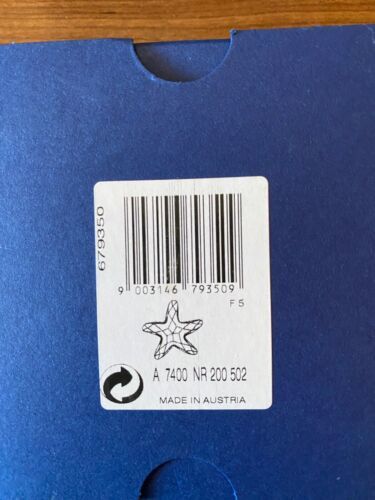 679350
9 003146 793509
F 5
A 7400 NR 200 502
MADE IN AUSTRIA